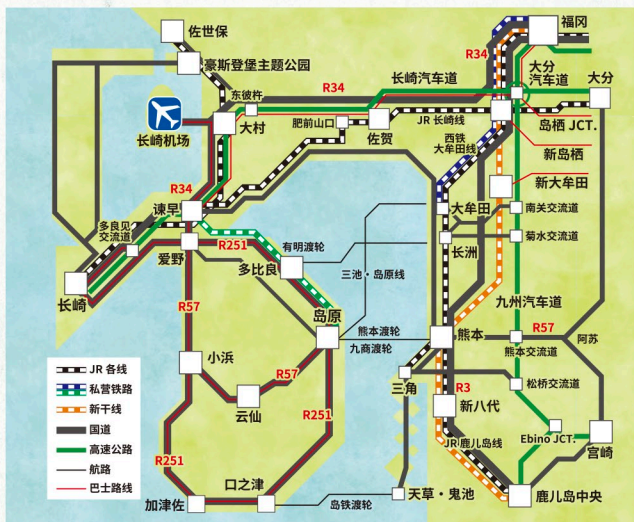 佐世保
福冈
豪斯登堡主题公园
R34
大分
汽车道
大分
长崎汽车道
R34
东彼杵
长崎机场
大村
肥前山口
佐贺
JR 长崎线
岛栖 JCT.
西铁
大牟田线
新岛栖
新大牟田
R34
谏早
多良见
交流道
大牟田
南关交流道
R251
有明渡轮
爱野
长洲
菊水交流道
多比良
三池・岛原线
长崎
九州汽车道
R57
岛原
熊本渡轮
九商渡轮
熊本
R57
熊本交流道
阿苏
小浜
JR 各线
私营铁路
新干线
国道
高速公路
航路
巴士路线
R57
云仙
三角
松桥交流道
R3
新八代
R251
R251
JR 鹿儿岛线
Ebino JCT.
宫崎
口之津
加津佐
岛铁渡轮
天草・鬼池
鹿儿岛中央